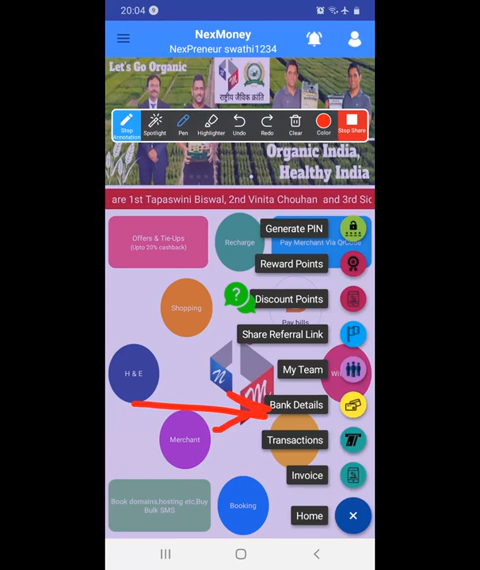 20:04
NexMoney
NexPreneur swathi1234
Let's Go Organic
राष्ट्रीय जैविक क्रांति
Stop Annotation
Spotlight
Pen
Highlighter
Undo
Redo
Clear
Color
Stop Share
Organic India,
Healthy India
are 1st Tapaswini Biswal, 2nd Vinita Chouhan and 3rd Sid
Offers & Tie-Ups
(Upto 20% cashback)
Recharge
Pay Merchant Via QrCode
Generate PIN
Reward Points
Shopping
Discount Points
Pay bills
Share Referral Link
H & E
My Team
Bank Details
Merchant
Transactions
Invoice
Book domains,hosting etc,Buy
Bulk SMS
Booking
Home